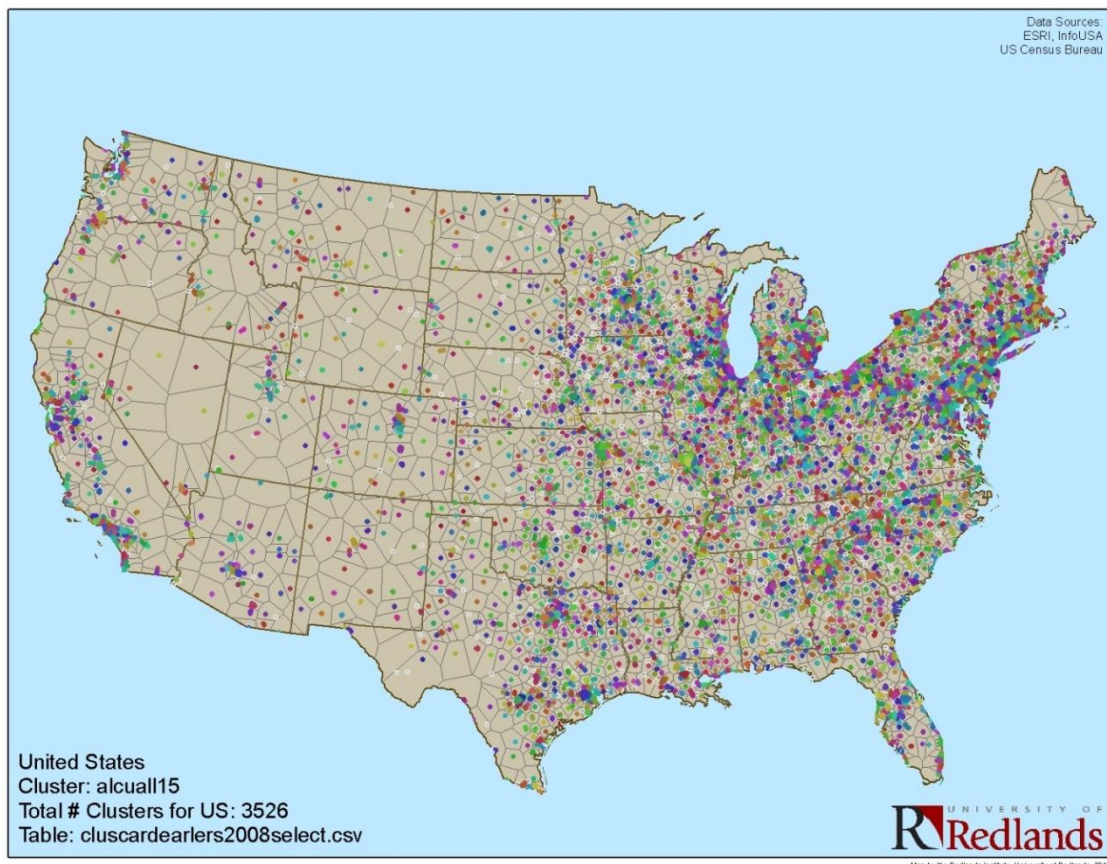 Data Sources:
ESRI, InfoUSA
US Census Bureau
United States
Cluster: alcuall15
Total # Clusters for US: 3526
Table: cluscardearlers2008select.csv
UNIVERSITY OF
R Redlands